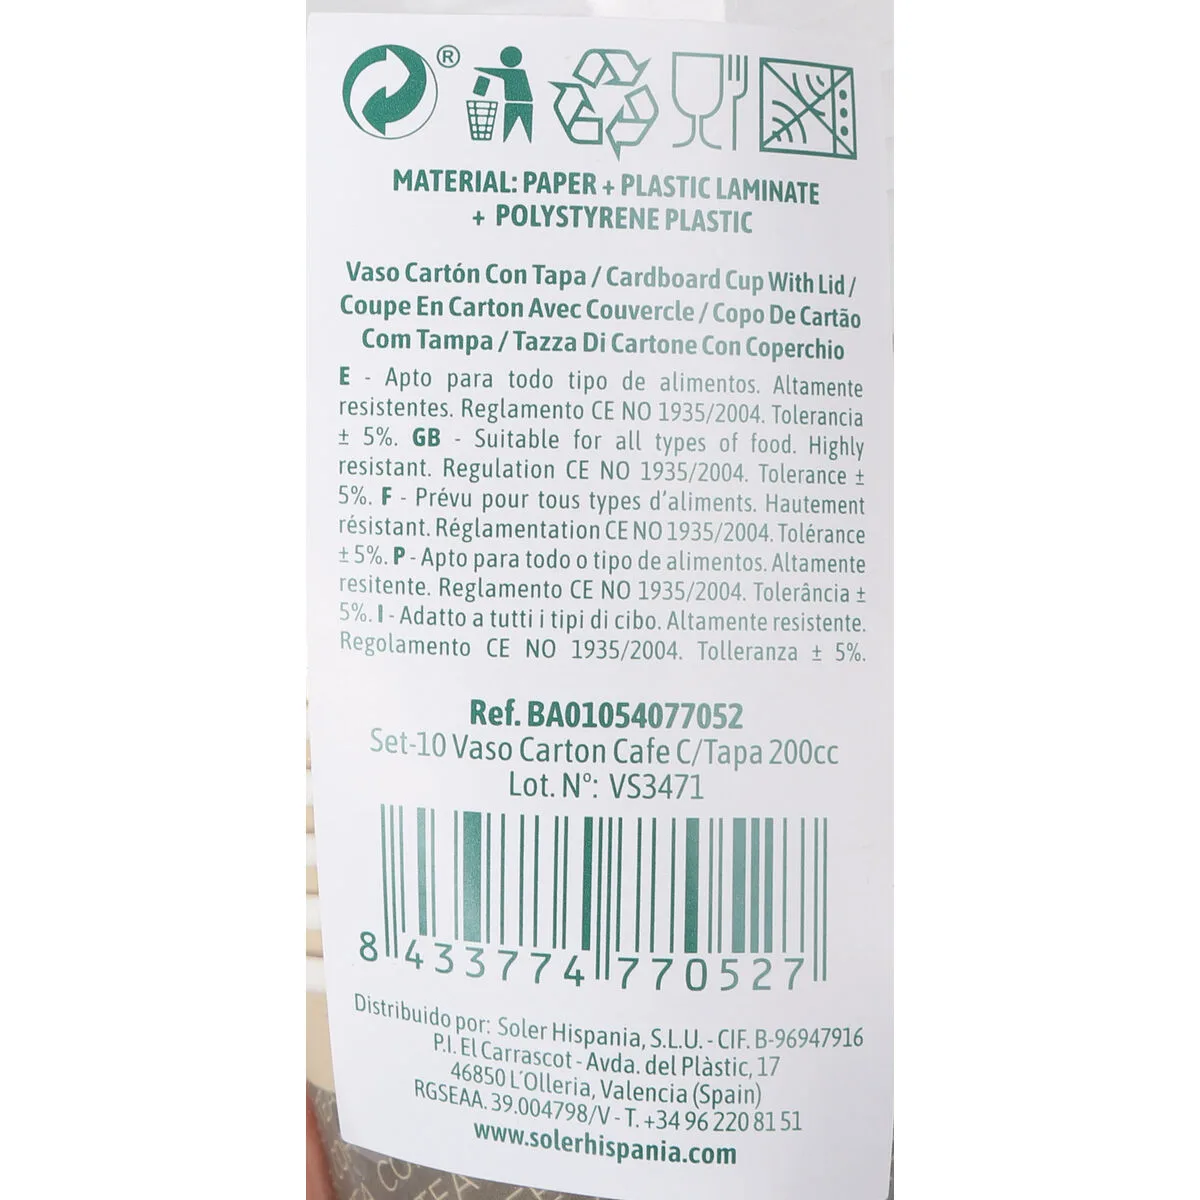 ®
MATERIAL: PAPER + PLASTIC LAMINATE
+ POLYSTYRENE PLASTIC
Vaso Cartón Con Tapa / Cardboard Cup With Lid /
Coupe En Carton Avec Couvercle / Copo De Cartão
Com Tampa / Tazza Di Cartone Con Coperchio
E - Apto para todo tipo de alimentos. Altamente
resistentes. Reglamento CE NO 1935/2004. Tolerancia
± 5%. GB - Suitable for all types of food. Highly
resistant. Regulation CE NO 1935/2004. Tolerance ±
5%. F - Prévu pour tous types d'aliments. Hautement
résistant. Réglamentation CE NO 1935/2004. Tolérance
± 5%. P - Apto para todo o tipo de alimentos. Altamente
resitente. Reglamento CE NO 1935/2004. Tolerância ±
5%. I - Adatto a tutti i tipi di cibo. Altamente resistente.
Regolamento CE NO 1935/2004. Tolleranza ± 5%.
Ref. BA01054077052
Set-10 Vaso Carton Cafe C/Tapa 200cc
Lot. Nº: VS3471
8 433774 770527
Distribuido por: Soler Hispania, S.L.U. - CIF. B-96947916
P.I. El Carrascot - Avda. del Plàstic, 17
46850 L'Olleria, Valencia (Spain)
RGSEAA. 39.004798/V - T. +34 96 220 81 51
www.solerhispania.com